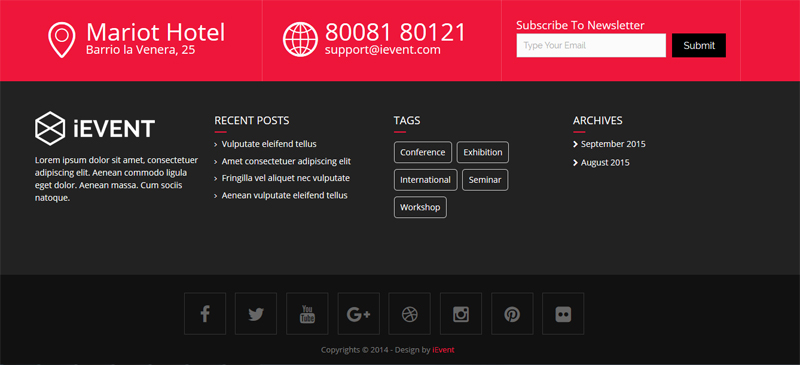 Mariot Hotel
Barrio la Venera, 25
80081 80121
support@ievent.com
Subscribe To Newsletter
Type Your Email
Submit
iEVENT
Lorem ipsum dolor sit amet, consectetuer
adipiscing elit. Aenean commodo ligula
eget dolor. Aenean massa. Cum sociis
natoque.
RECENT POSTS
Vulputate eleifend tellus
Amet consectetuer adipiscing elit
Fringilla vel aliquet nec vulputate
Aenean vulputate eleifend tellus
TAGS
Conference
Exhibition
International
Seminar
Workshop
ARCHIVES
September 2015
August 2015
You
Tube
Copyrights © 2014 - Design by iEvent